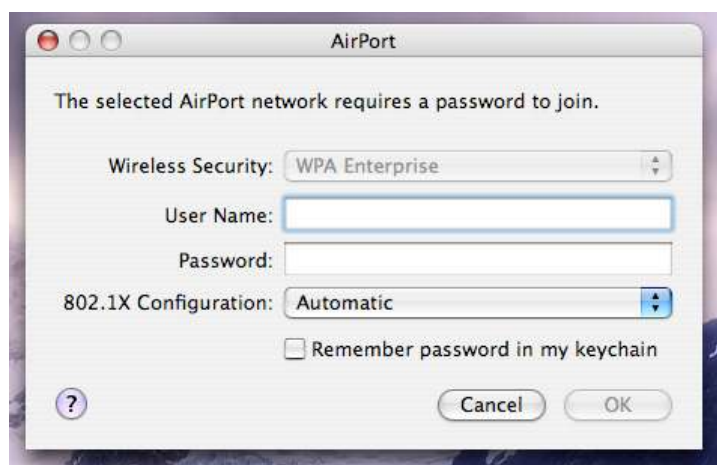 AirPort
The selected AirPort network requires a password to join.
Wireless Security: WPA Enterprise
User Name:
Password:
802.1X Configuration: Automatic
Remember password in my keychain
? Cancel OK